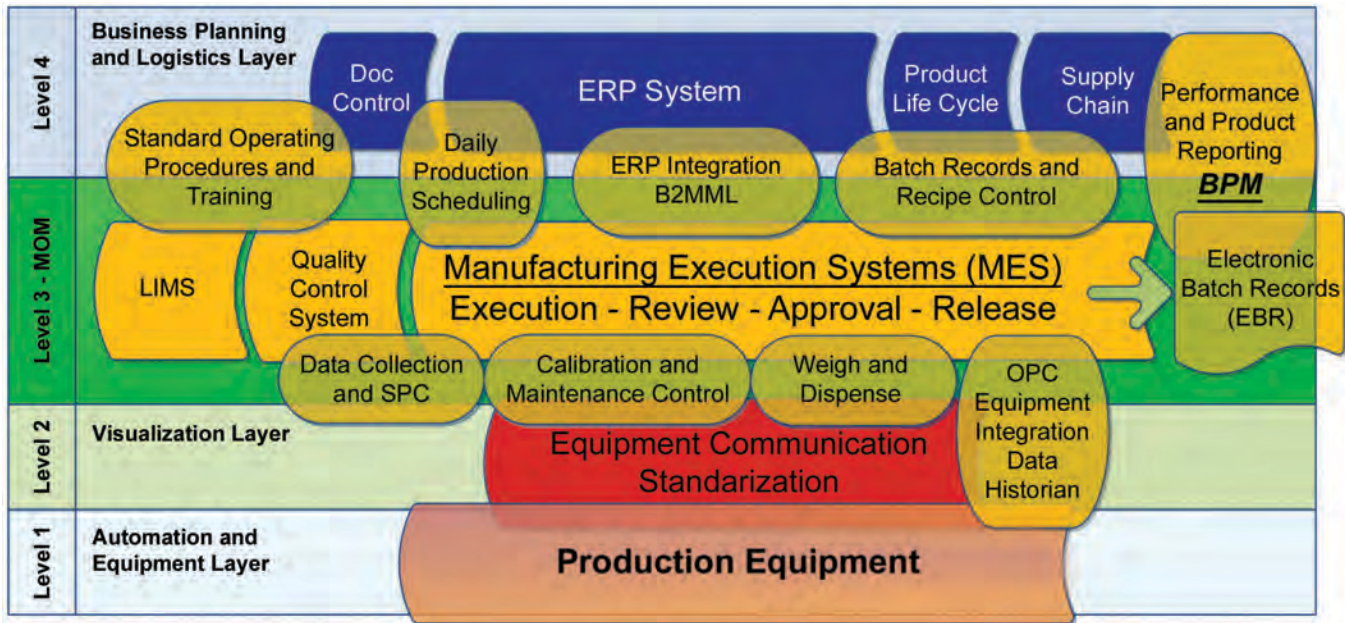 Level 4
Business Planning
and Logistics Layer
Doc
Control
ERP System
Product
Life Cycle
Supply
Chain
Performance
and Product
Reporting
BPM
Standard Operating
Procedures and
Training
Daily
Production
Scheduling
ERP Integration
B2MML
Batch Records and
Recipe Control
Level 3 - MOM
LIMS
Quality
Control
System
Manufacturing Execution Systems (MES)
Execution - Review - Approval - Release
Electronic
Batch Records
(EBR)
Data Collection
and SPC
Calibration and
Maintenance Control
Weigh and
Dispense
OPC
Equipment
Integration
Data
Historian
Level 2
Visualization Layer
Equipment Communication
Standarization
Level 1
Automation and
Equipment Layer
Production Equipment